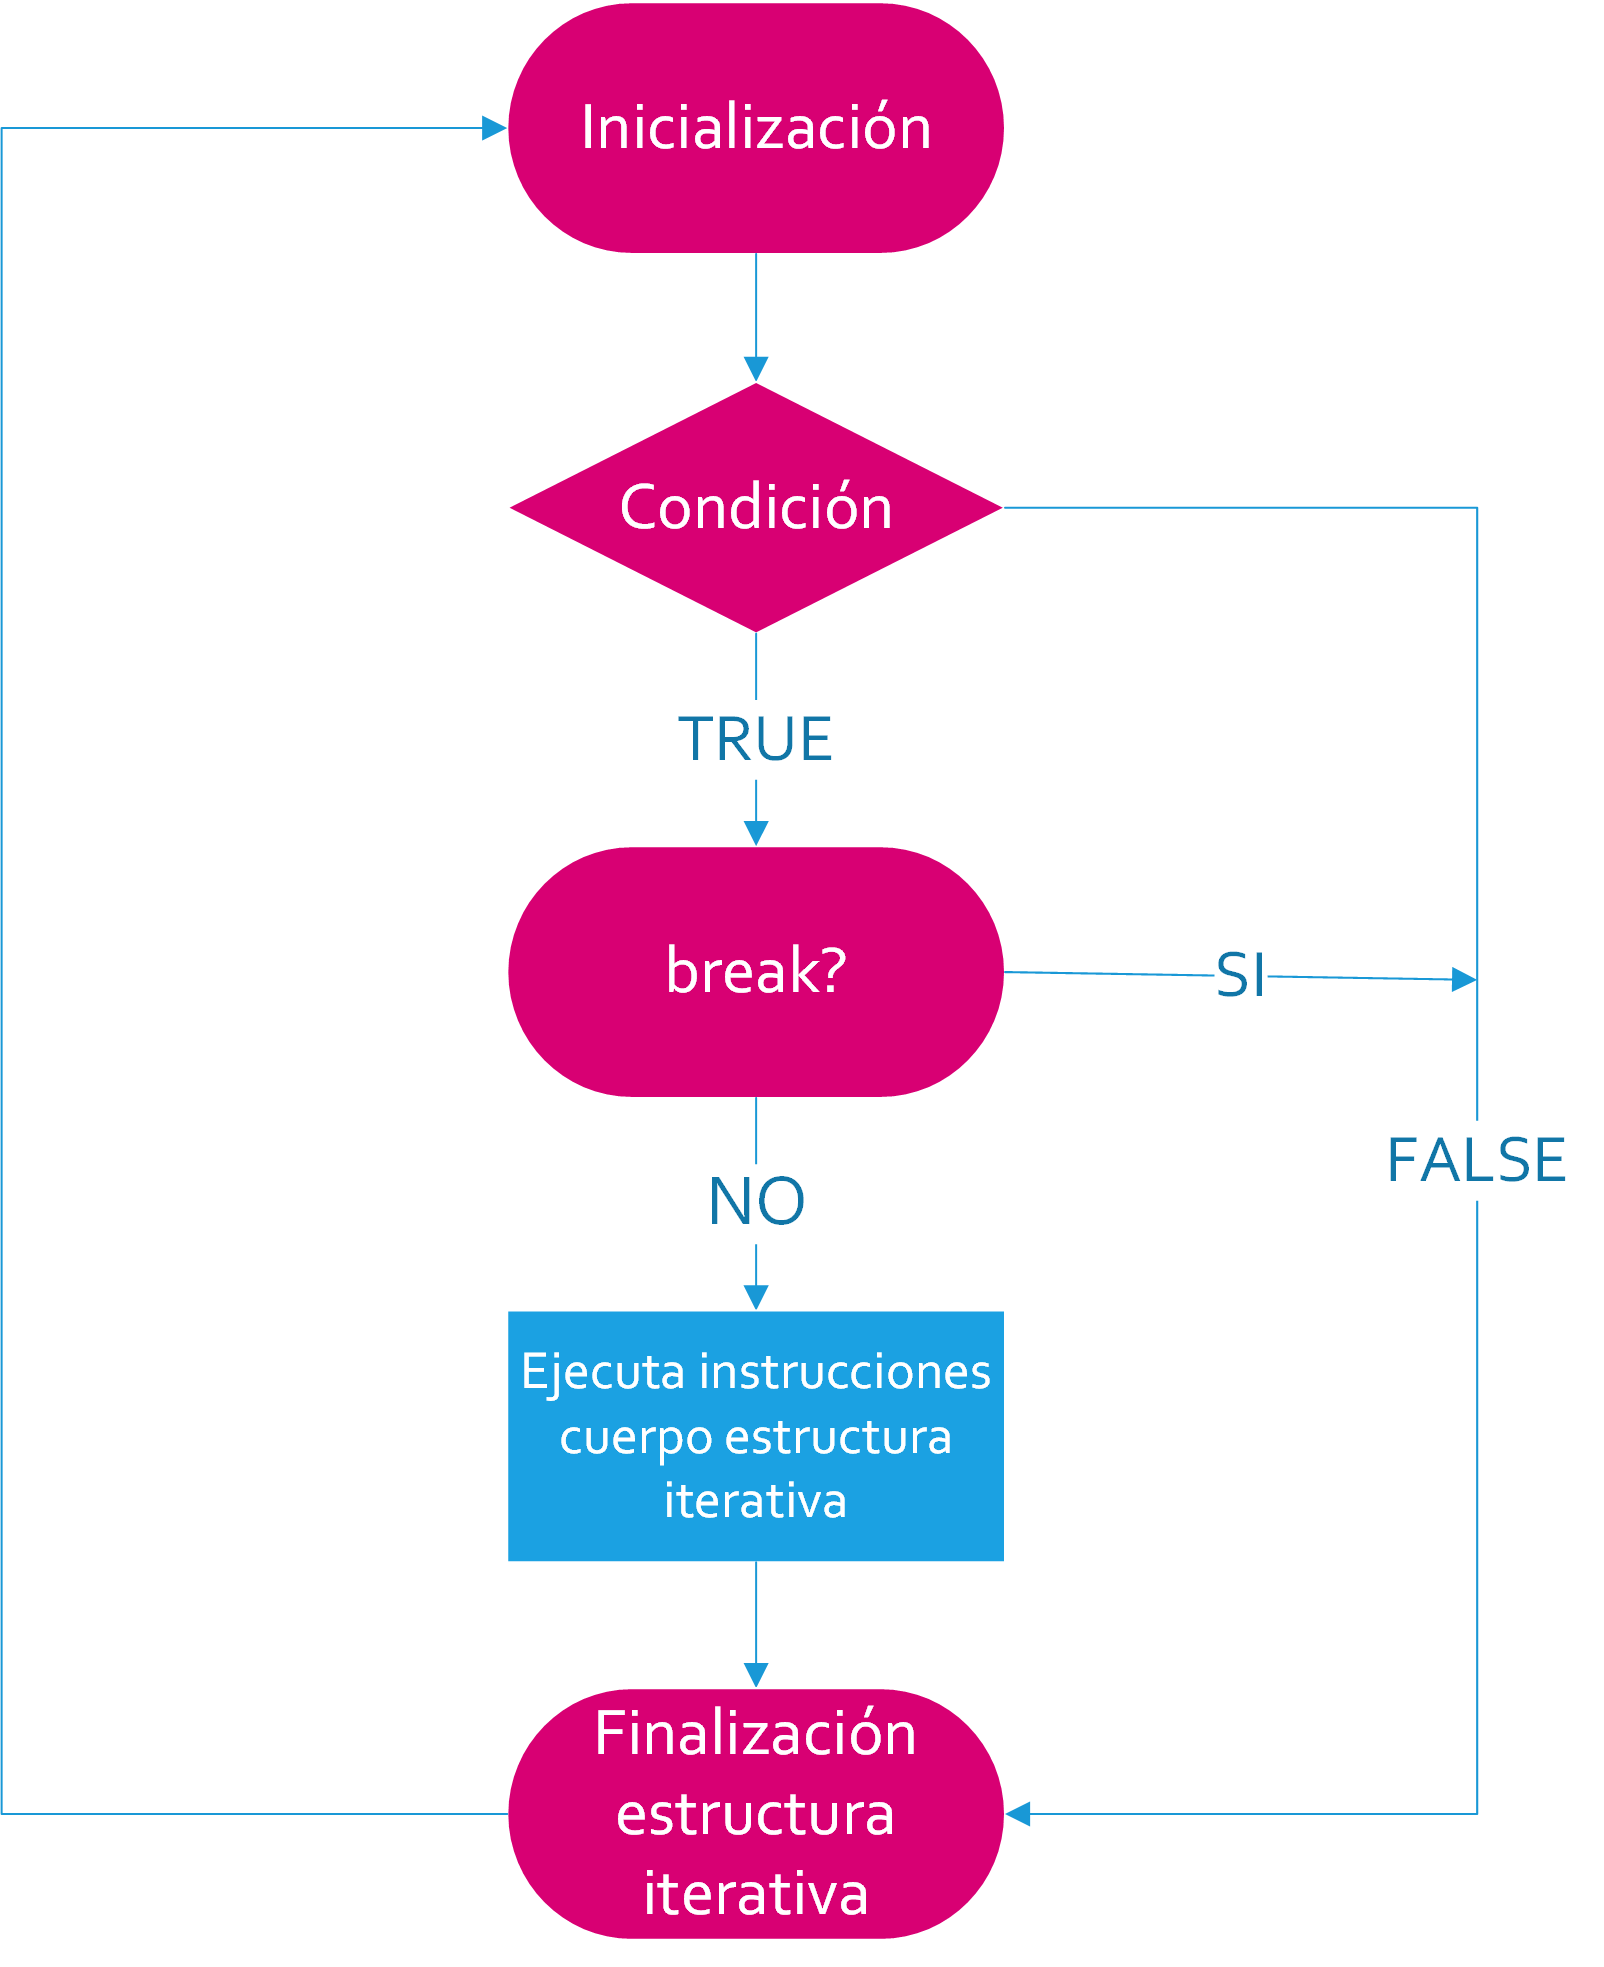 Inicialización
Condición
TRUE
break?
SI
FALSE
NO
Ejecuta instrucciones
cuerpo estructura
iterativa
Finalización
estructura
iterativa